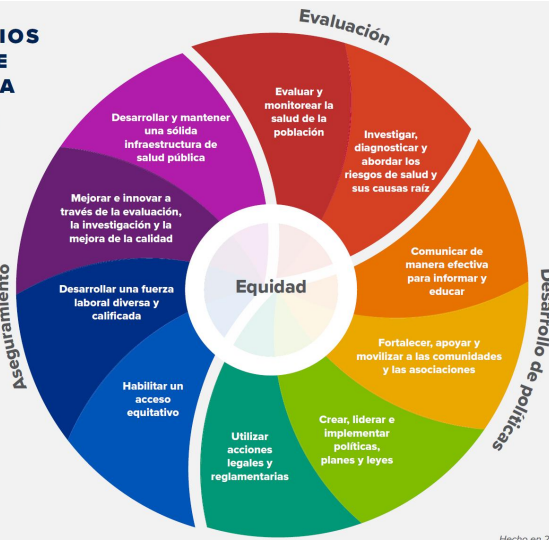 IOS
E
A
Evaluación
Evaluar y
monitorear la
salud de la
población
Investigar,
diagnosticar y
abordar los
riesgos de salud y
sus causas raíz
Desarrollo de políticas
Comunicar de
manera efectiva
para informar y
educar
Fortalecer, apoyar y
movilizar a las comunidades
y las asociaciones
Crear, liderar e
implementar
políticas,
planes y leyes
Utilizar
acciones
legales y
reglamentarias
Aseguramiento
Habilitar un
acceso
equitativo
Desarrollar una fuerza
laboral diversa y
calificada
Mejorar e innovar a
través de la evaluación,
la investigación y la
mejora de la calidad
Desarrollar y mantener
una sólida
infraestructura de
salud pública
Equidad
Hecho en 2